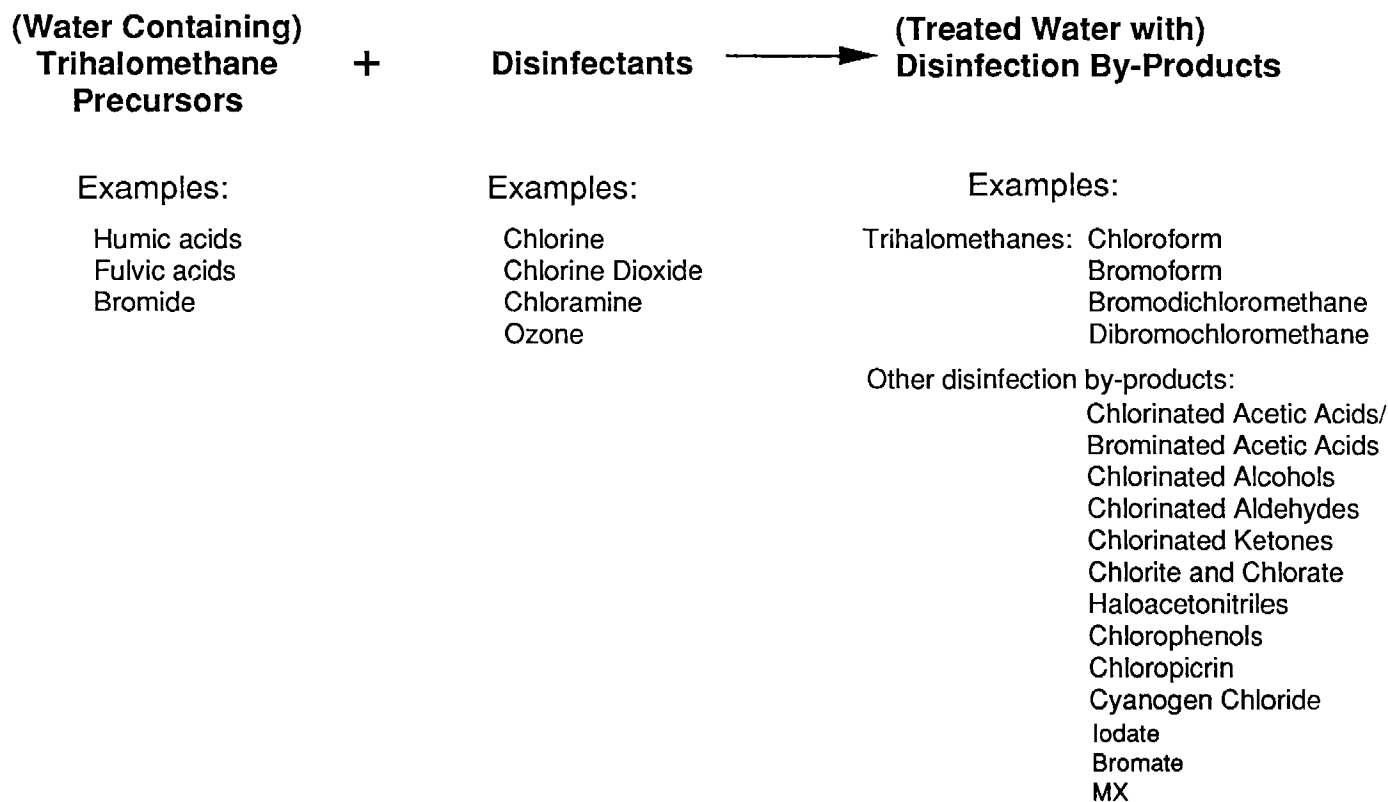 (Water Containing)
Trihalomethane
Precursors
+
Disinfectants
(Treated Water with)
Disinfection By-Products
Examples:
Humic acids
Fulvic acids
Bromide
Examples:
Chlorine
Chlorine Dioxide
Chloramine
Ozone
Examples:
Trihalomethanes: Chloroform
Bromoform
Bromodichloromethane
Dibromochloromethane
Other disinfection by-products:
Chlorinated Acetic Acids/
Brominated Acetic Acids
Chlorinated Alcohols
Chlorinated Aldehydes
Chlorinated Ketones
Chlorite and Chlorate
Haloacetonitriles
Chlorophenols
Chloropicrin
Cyanogen Chloride
Iodate
Bromate
MX